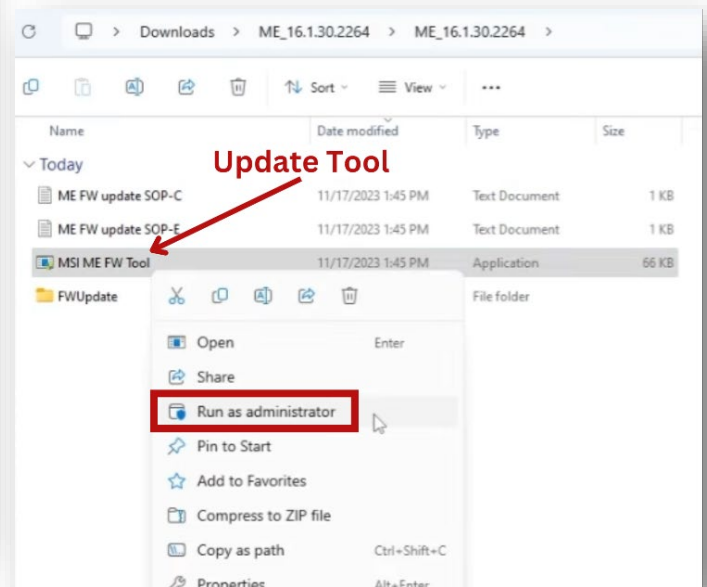 Downloads > ME_16.1.30.2264 > ME_16.1.30.2264 >
Sort View ...
Name Date modified Type Size
Today
Update Tool
ME FW update SOP-C 11/17/2023 1:45 PM Text Document 1 KB
ME FW update SOP-E 11/17/2023 1:45 PM Text Document 1 KB
MSI ME FW Tool 11/17/2023 1:45 PM Application 66 KB
FWUpdate File folder
Open Enter
Share
Run as administrator
Pin to Start
Add to Favorites
Compress to ZIP file
Copy as path Ctrl+Shift+C
Properties Alt+Enter